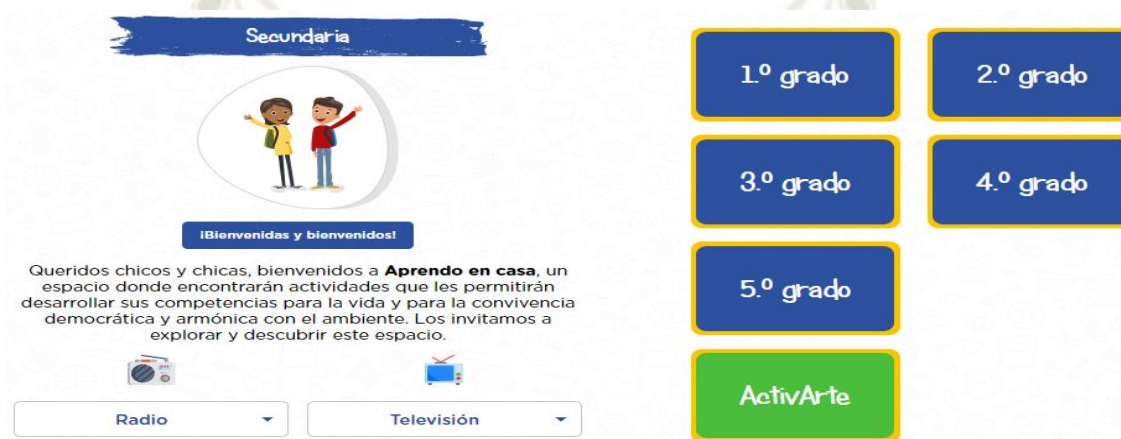 Secundaria
¡Bienvenidas y bienvenidos!
Queridos chicos y chicas, bienvenidos a Aprendo en casa, un
espacio donde encontrarán actividades que les permitirán
desarrollar sus competencias para la vida y para la convivencia
democrática y armónica con el ambiente. Los invitamos a
explorar y descubrir este espacio.
Radio
Televisión
1.º grado
2.º grado
3.º grado
4.º grado
5.º grado
ActivArte